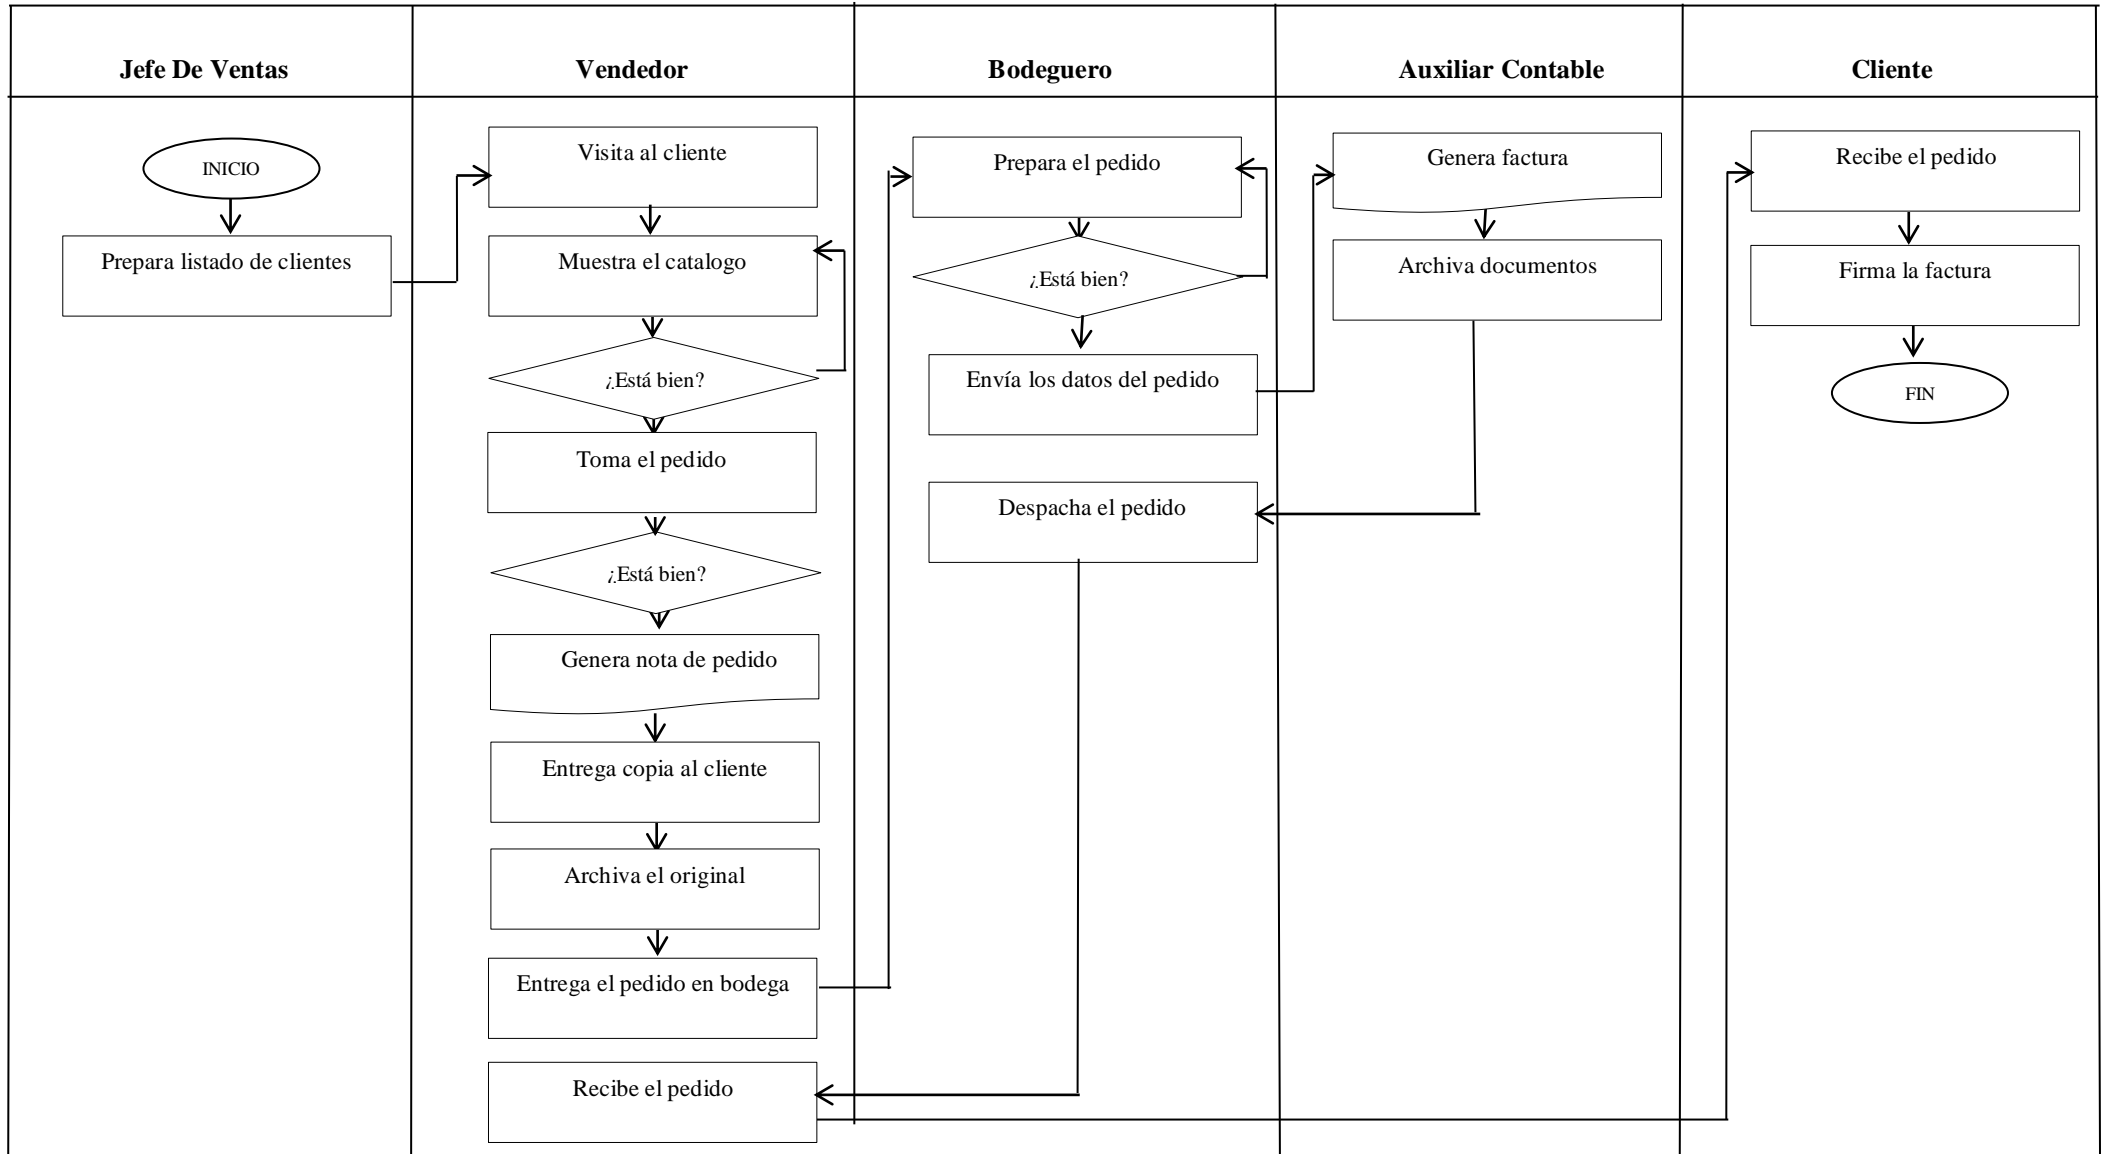 Jefe De Ventas
Vendedor
Bodeguero
Auxiliar Contable
Cliente
INICIO
Prepara listado de clientes
Visita al cliente
Muestra el catalogo
¿Está bien?
Toma el pedido
¿Está bien?
Genera nota de pedido
Entrega copia al cliente
Archiva el original
Entrega el pedido en bodega
Recibe el pedido
Prepara el pedido
¿Está bien?
Envía los datos del pedido
Despacha el pedido
Genera factura
Archiva documentos
Recibe el pedido
Firma la factura
FIN